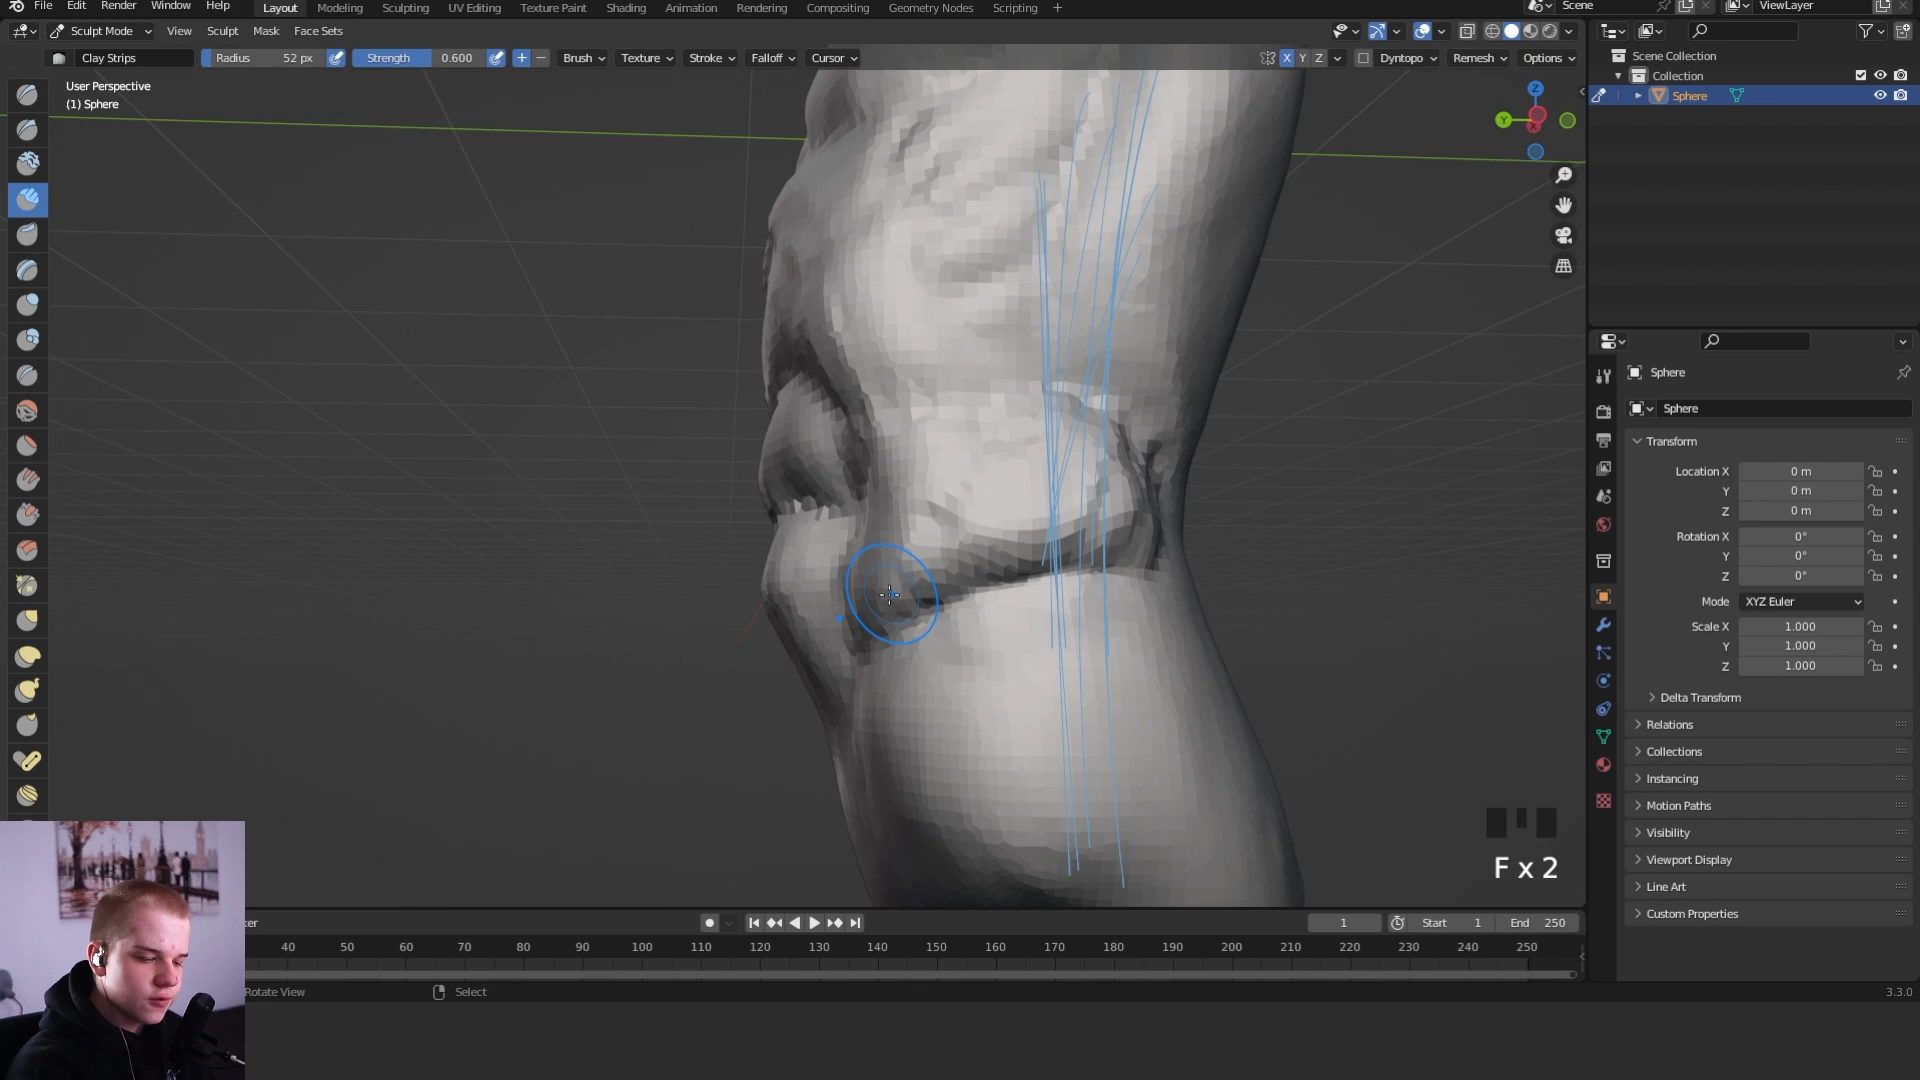 File Edit Render Window Help Layout Modeling Sculpting UV Editing Texture Paint Shading Animation Rendering Compositing Geometry Nodes Scripting + Scene ViewLayer
Sculpt Mode View Sculpt Mask Face Sets
Clay Strips Radius 52 px Strength 0.600 Brush Texture Stroke Falloff Cursor X Y Z Dyntopo Remesh Options
User Perspective
(1) Sphere
Z
Y
X
F x 2
Scene Collection
Collection
Sphere
Sphere
Sphere
Transform
Location X 0 m
Y 0 m
Z 0 m
Rotation X 0°
Y 0°
Z 0°
Mode XYZ Euler
Scale X 1.000
Y 1.000
Z 1.000
Delta Transform
Relations
Collections
Instancing
Motion Paths
Visibility
Viewport Display
Line Art
Custom Properties
ker 1 Start 1 End 250
40 50 60 70 80 90 100 110 120 130 140 150 160 170 180 190 200 210 220 230 240 250
Rotate View Select 3.3.0